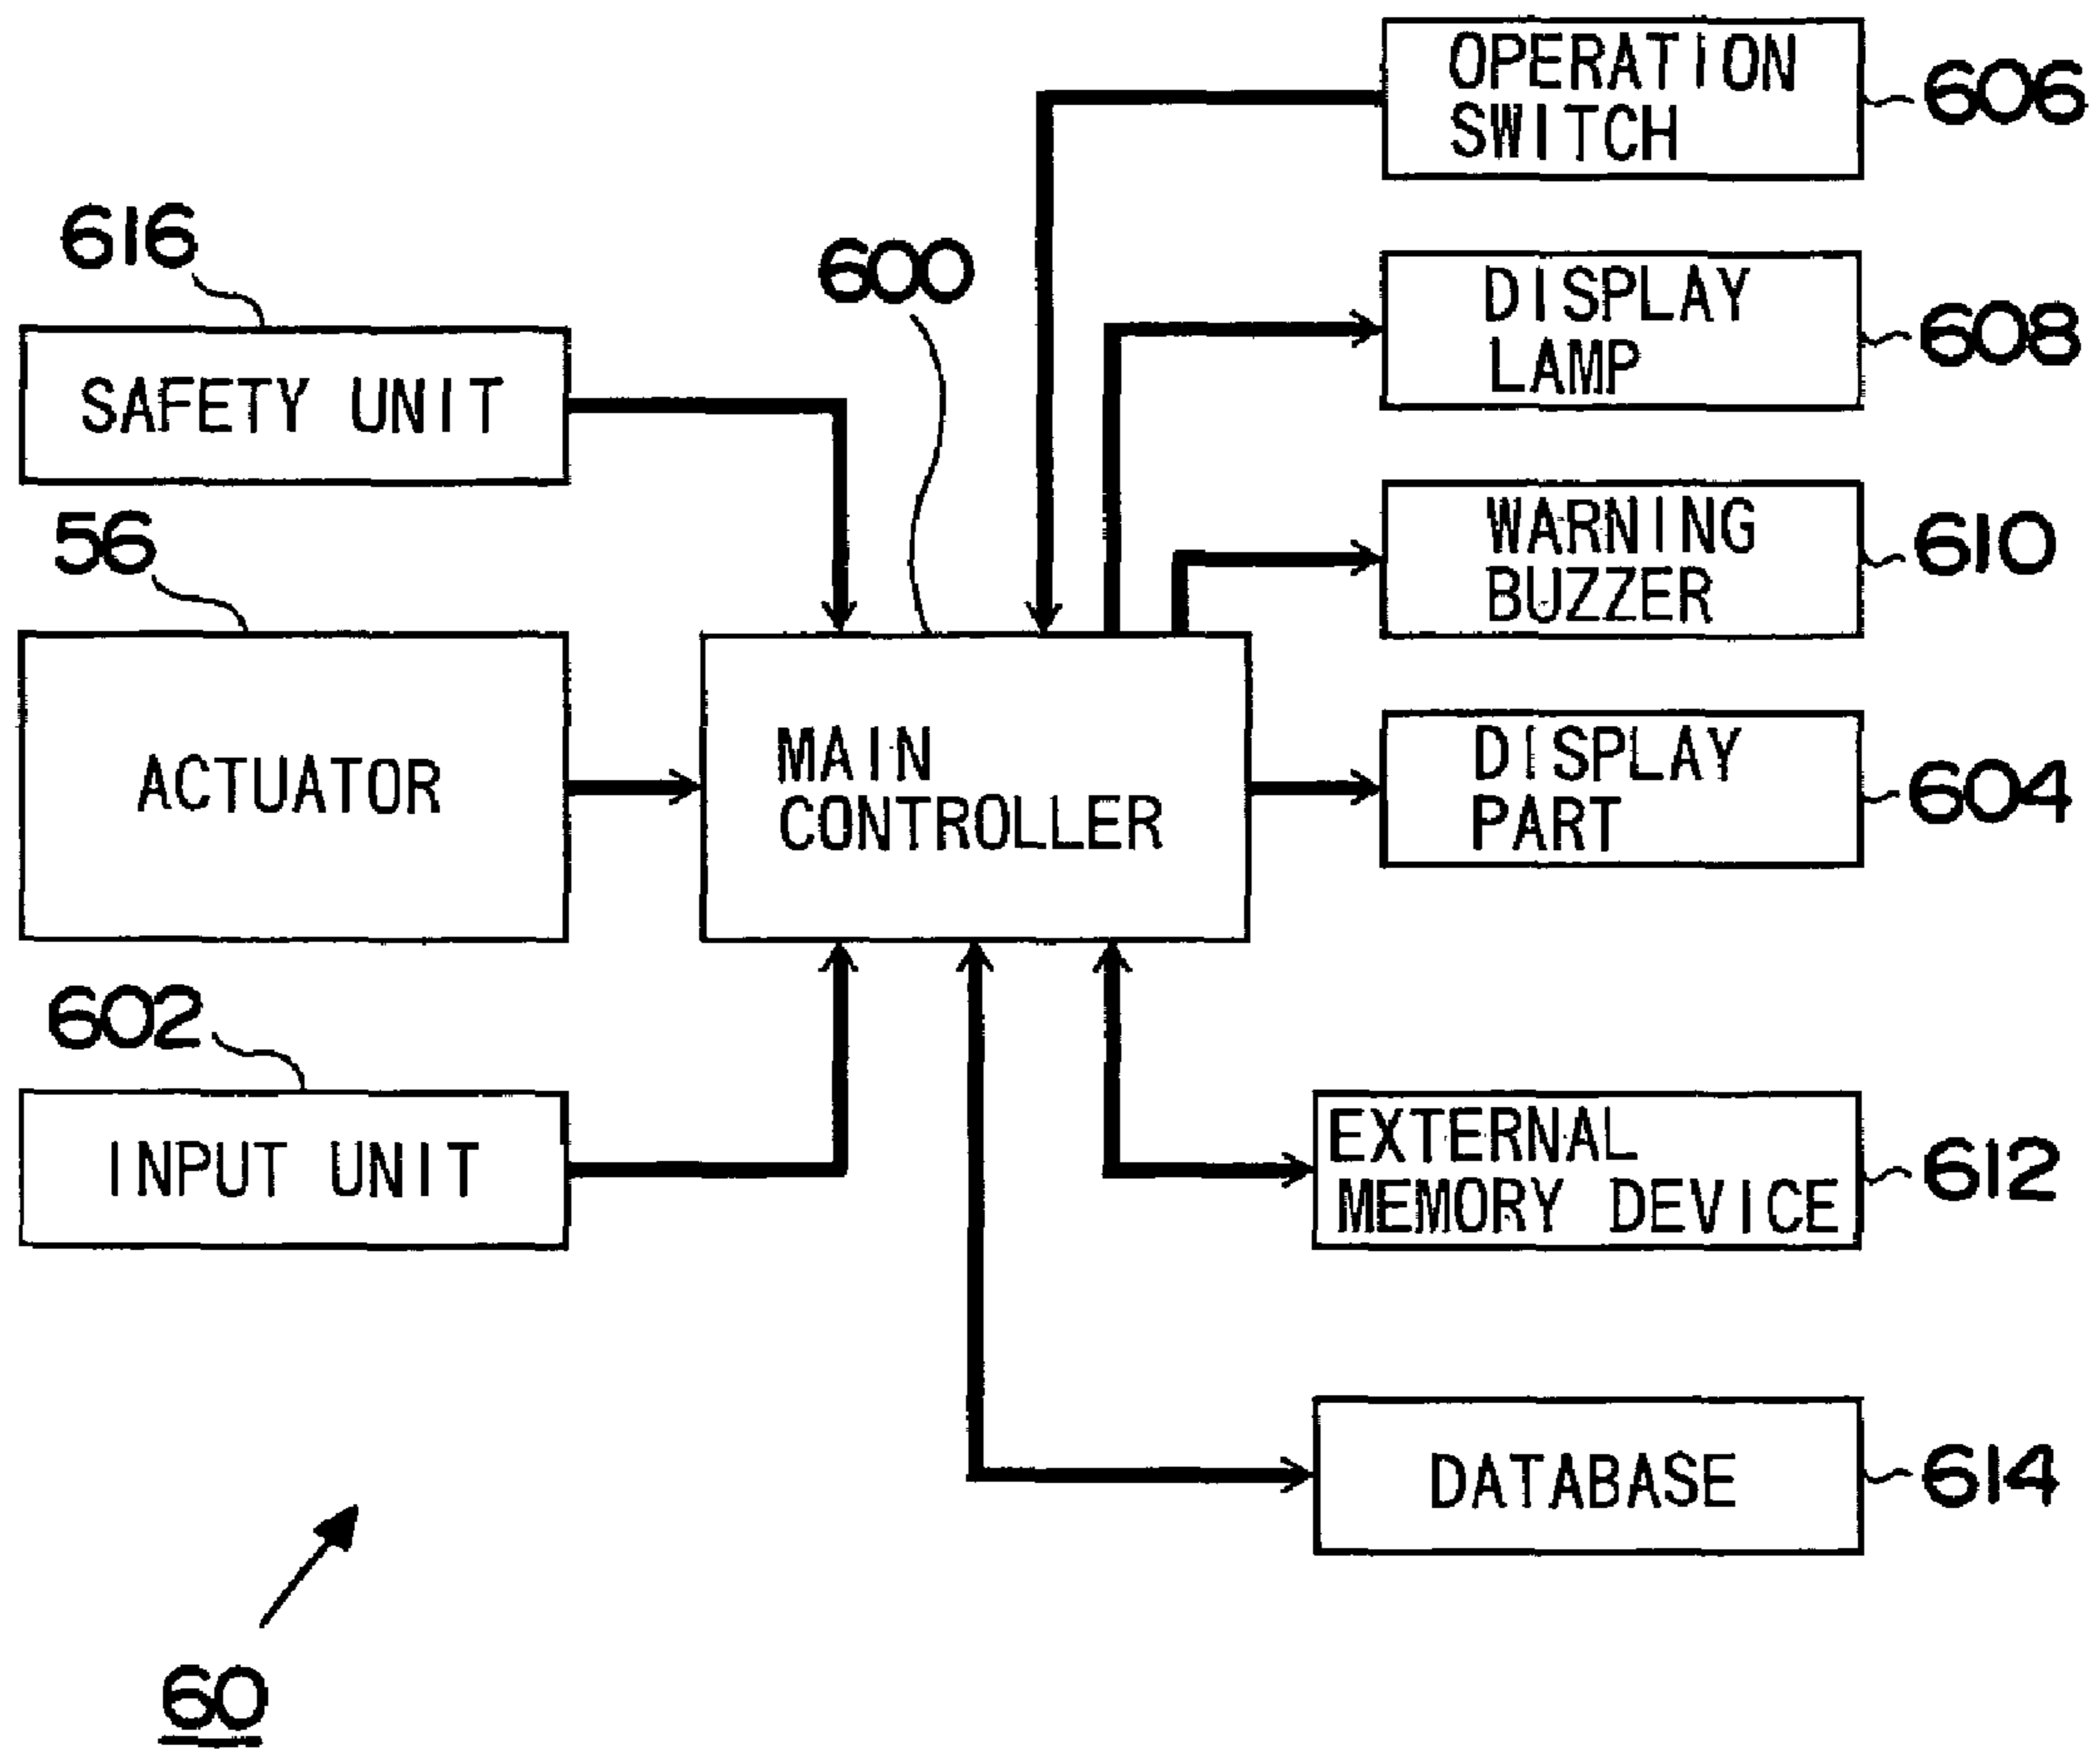 OPERATION
SWITCH
606
616
600
DISPLAY
LAMP
608
SAFETY UNIT
56
WARNING
BUZZER
610
ACTUATOR
MAIN
CONTROLLER
DISPLAY
PART
604
602
INPUT UNIT
EXTERNAL
MEMORY DEVICE
612
DATABASE
614
60